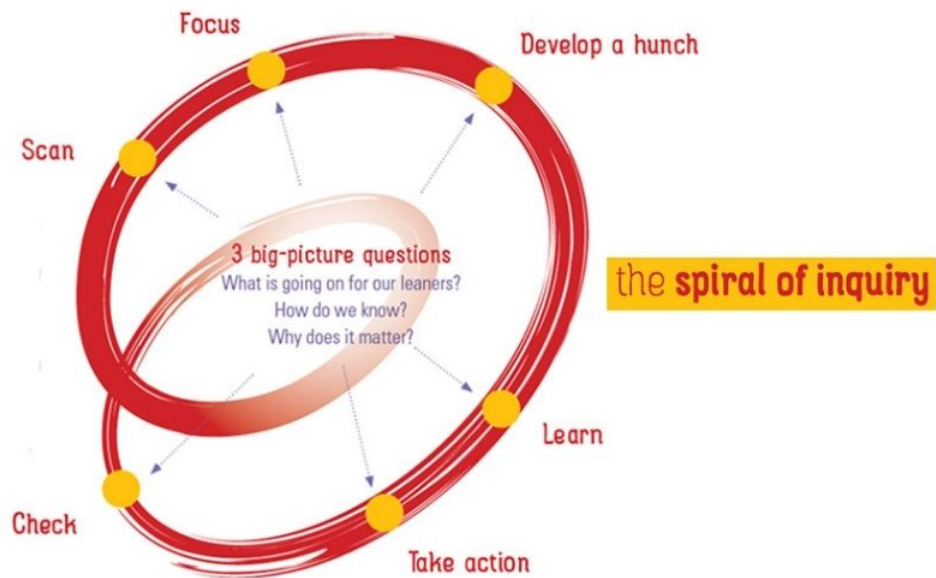 Focus
Develop a hunch
Scan
3 big-picture questions
What is going on for our leaners?
How do we know?
Why does it matter?
the spiral of inquiry
Learn
Check
Take action